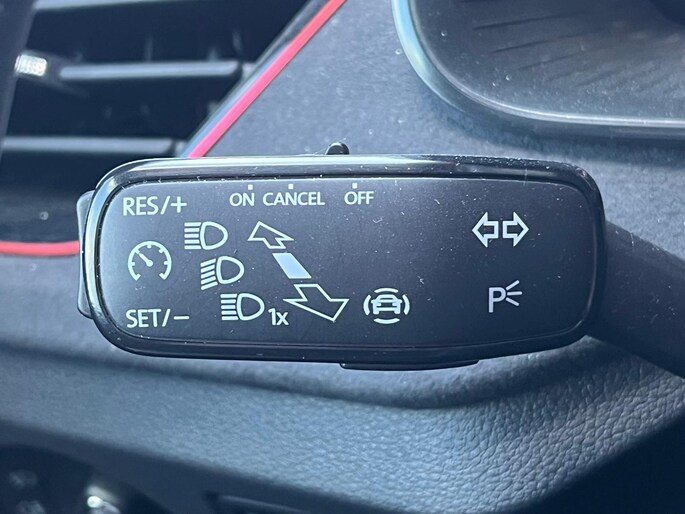 RES/+ ON CANCEL OFF
SET/− 1x P